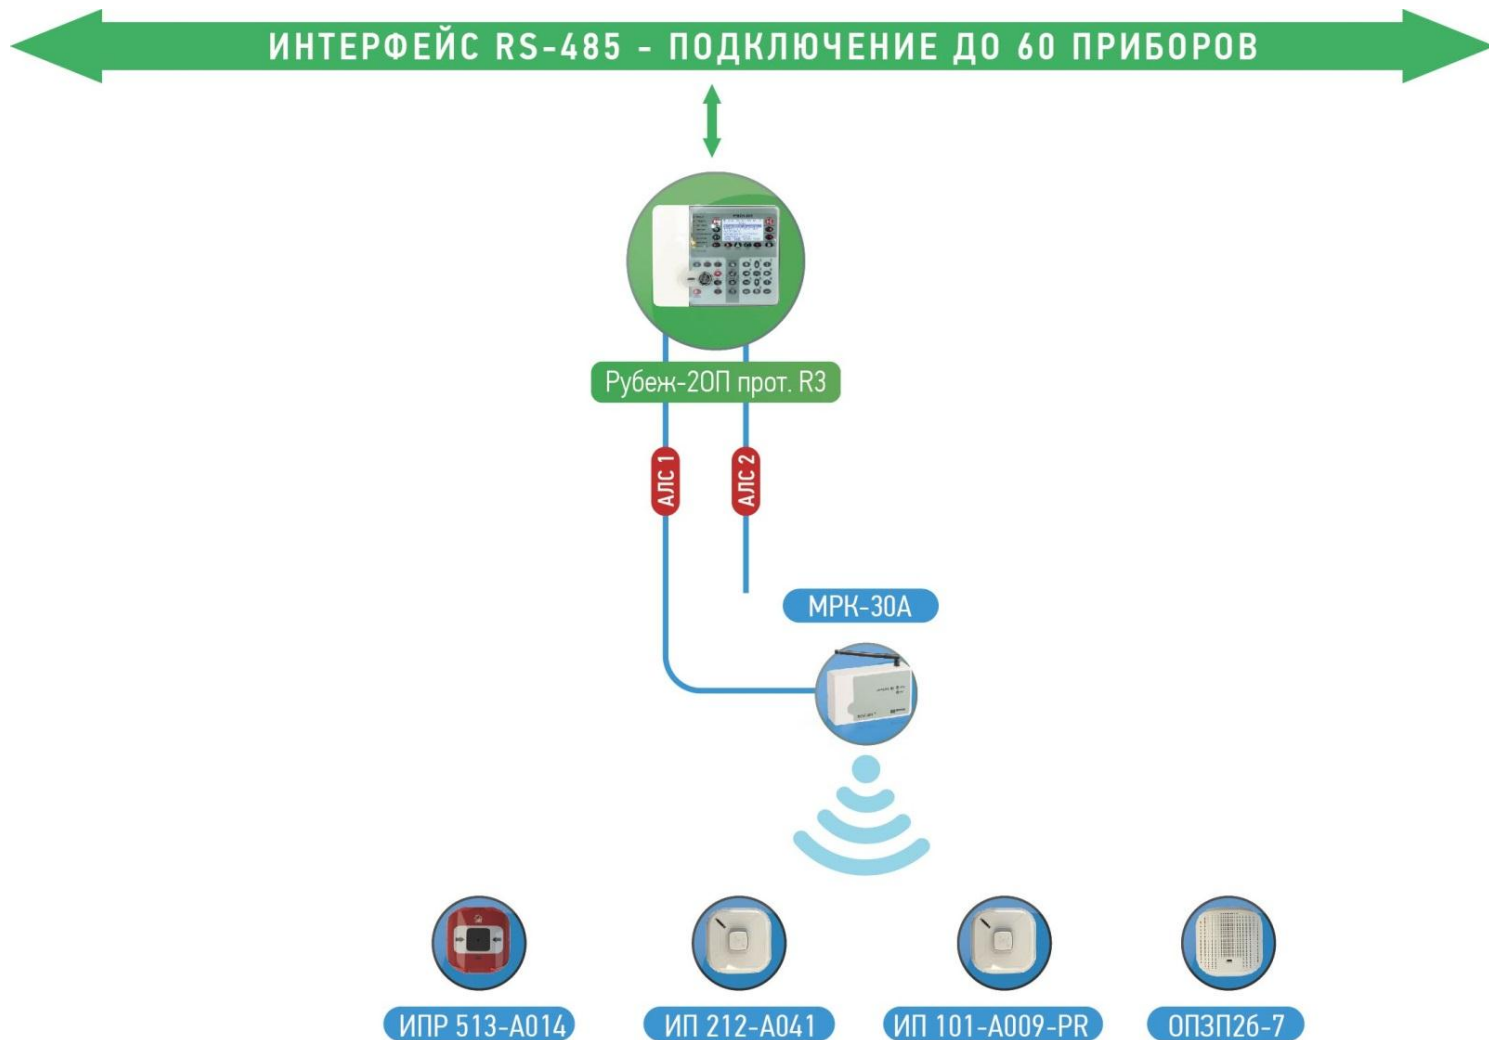 ИНТЕРФЕЙС RS-485 - ПОДКЛЮЧЕНИЕ ДО 60 ПРИБОРОВ
Рубеж-2ОП прот. R3
АЛС 1
АЛС 2
МРК-30А
ИПР 513-А014
ИП 212-А041
ИП 101-А009-PR
ОПЗП26-7